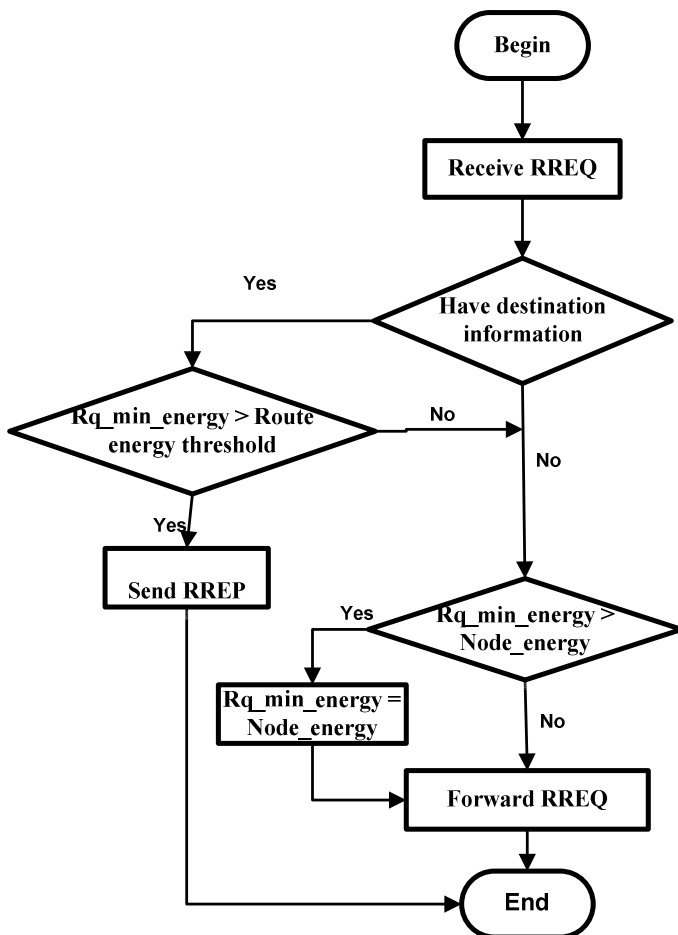 Begin
Receive RREQ
Yes
Have destination
information
Rq_min_energy > Route
energy threshold
No
No
Yes
Send RREP
Yes
Rq_min_energy >
Node_energy
Rq_min_energy =
Node_energy
No
Forward RREQ
End